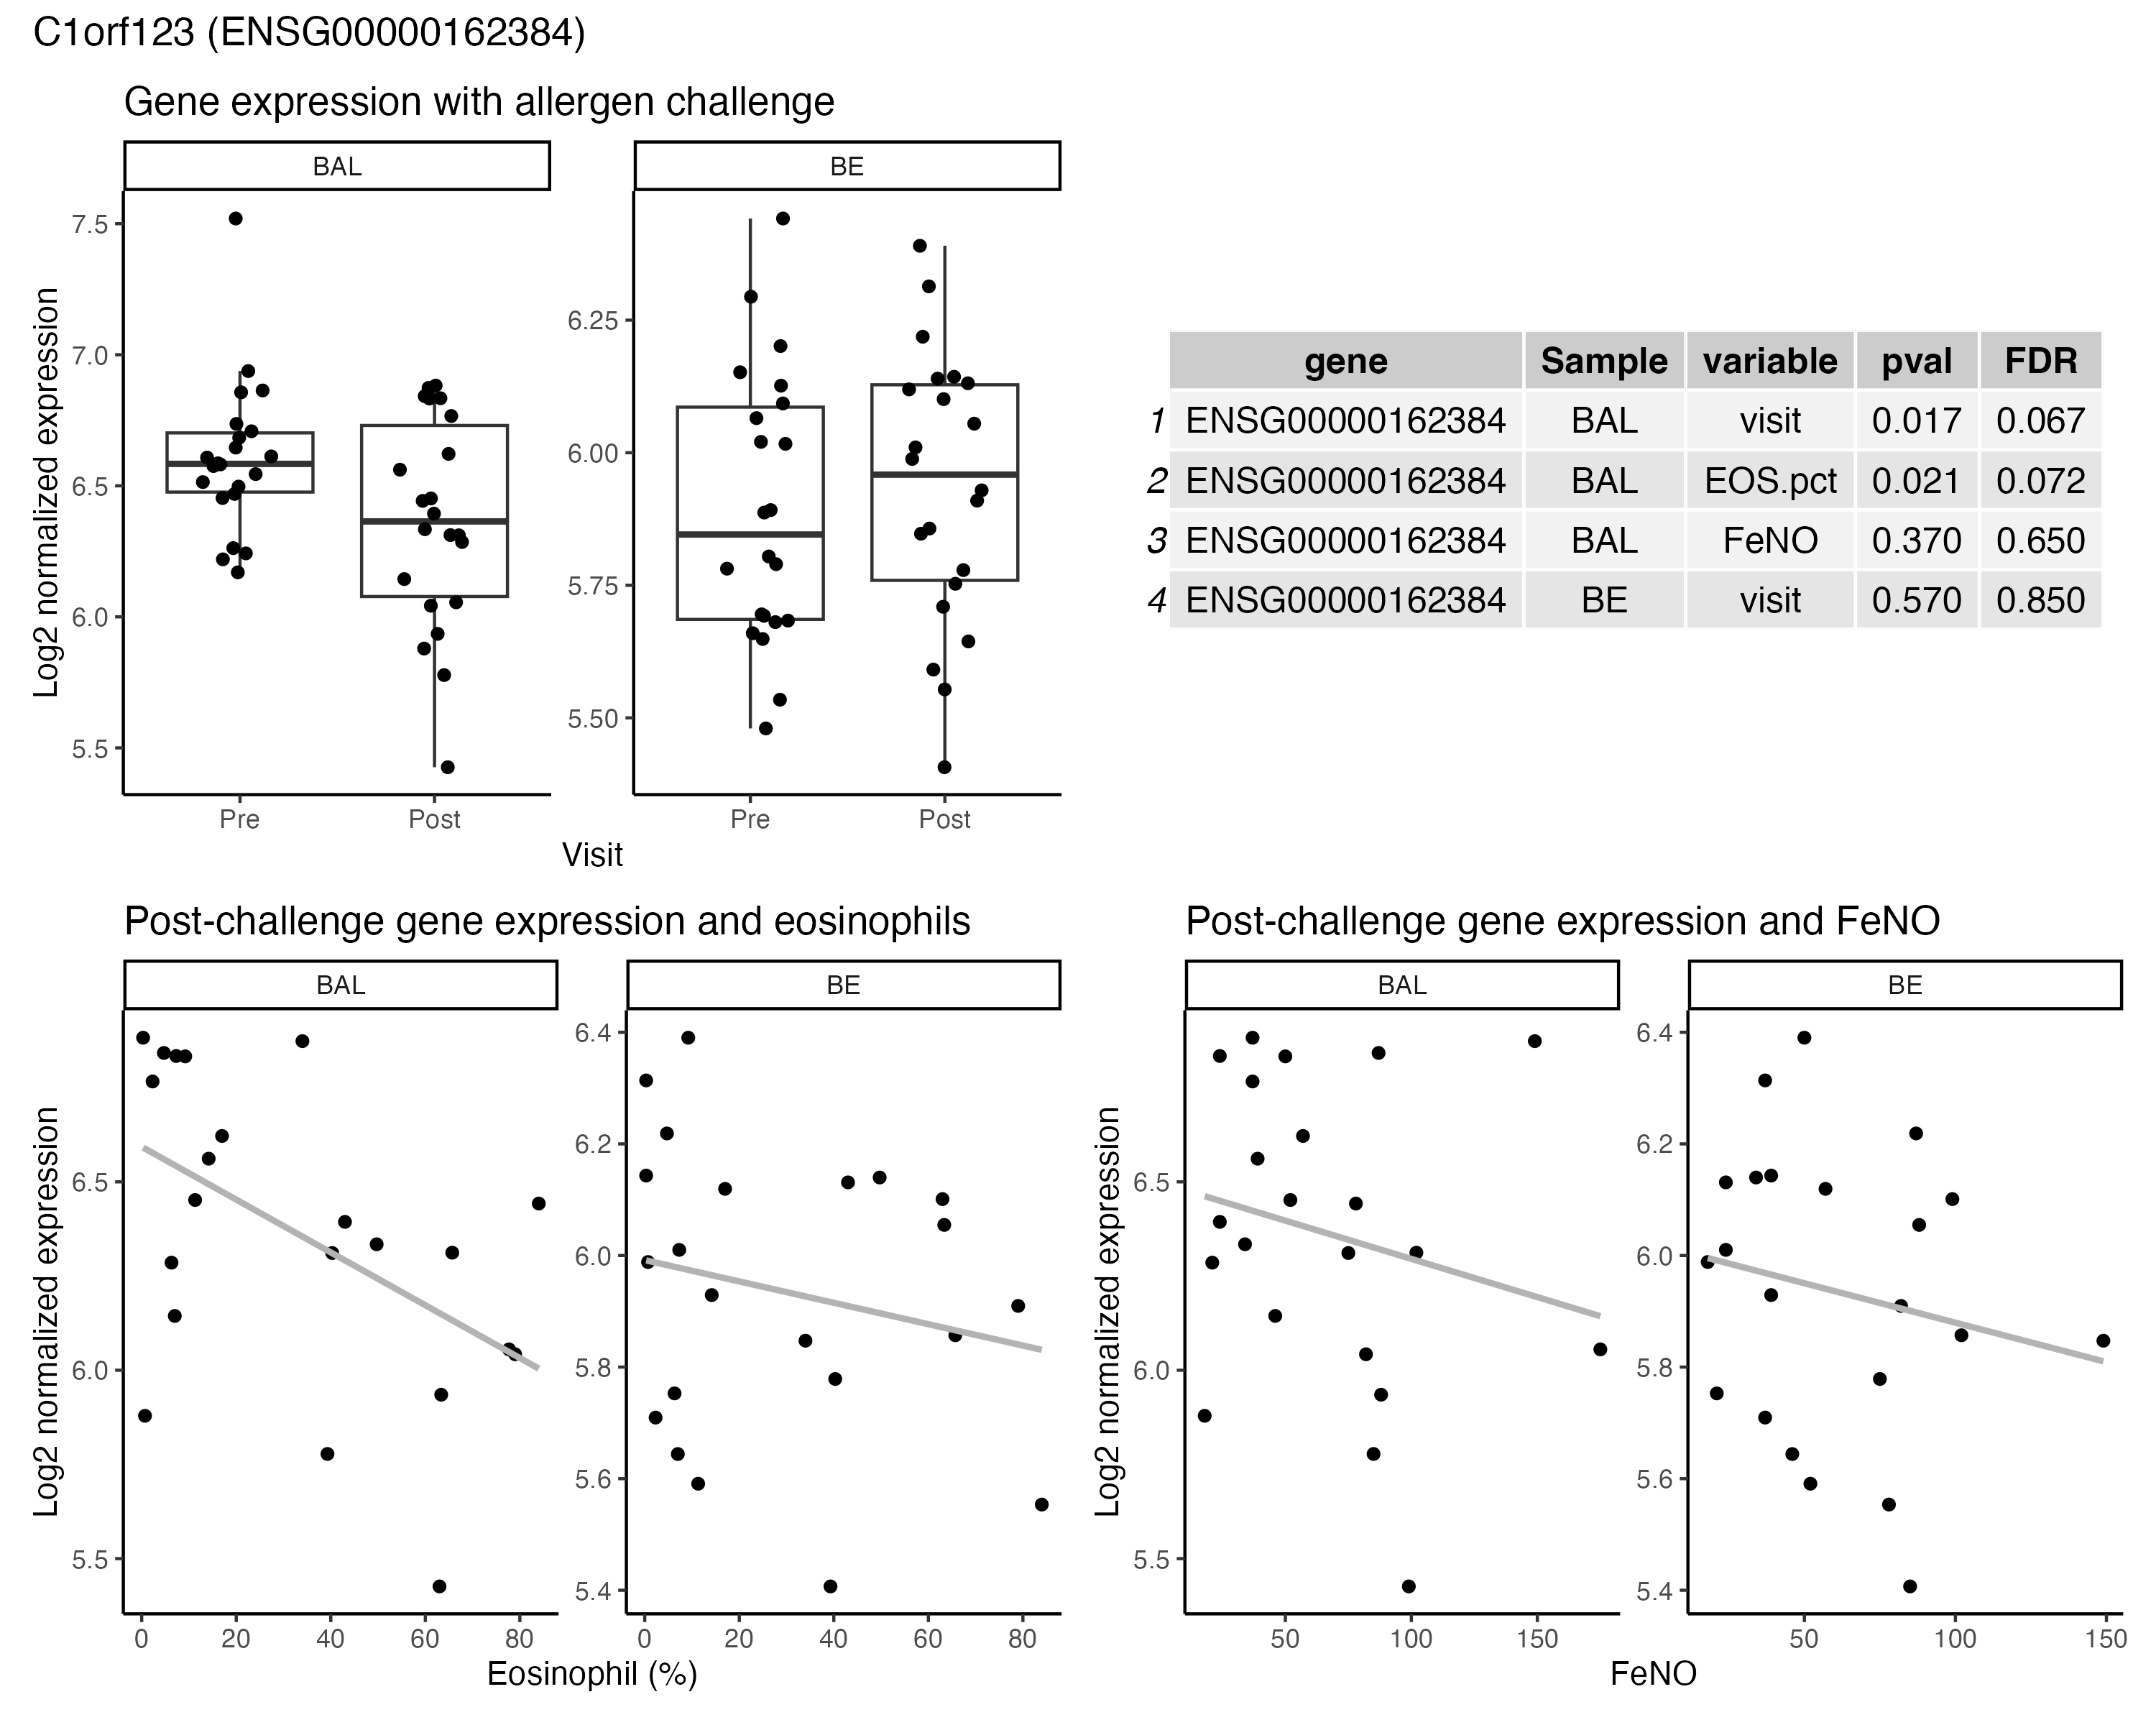 C1orf123 (ENSG00000162384)
Gene expression with allergen challenge
BAL
BE
Log2 normalized expression
7.5
7.0
6.5
6.0
5.5
6.25
6.00
5.75
5.50
Pre
Post
Pre
Post
Visit
gene Sample variable pval FDR
1 ENSG00000162384 BAL visit 0.017 0.067
2 ENSG00000162384 BAL EOS.pct 0.021 0.072
3 ENSG00000162384 BAL FeNO 0.370 0.650
4 ENSG00000162384 BE visit 0.570 0.850
Post-challenge gene expression and eosinophils
BAL
BE
Log2 normalized expression
6.5
6.0
5.5
6.4
6.2
6.0
5.8
5.6
5.4
0 20 40 60 80
0 20 40 60 80
Eosinophil (%)
Post-challenge gene expression and FeNO
BAL
BE
Log2 normalized expression
6.5
6.0
5.5
6.4
6.2
6.0
5.8
5.6
5.4
50 100 150
50 100 150
FeNO